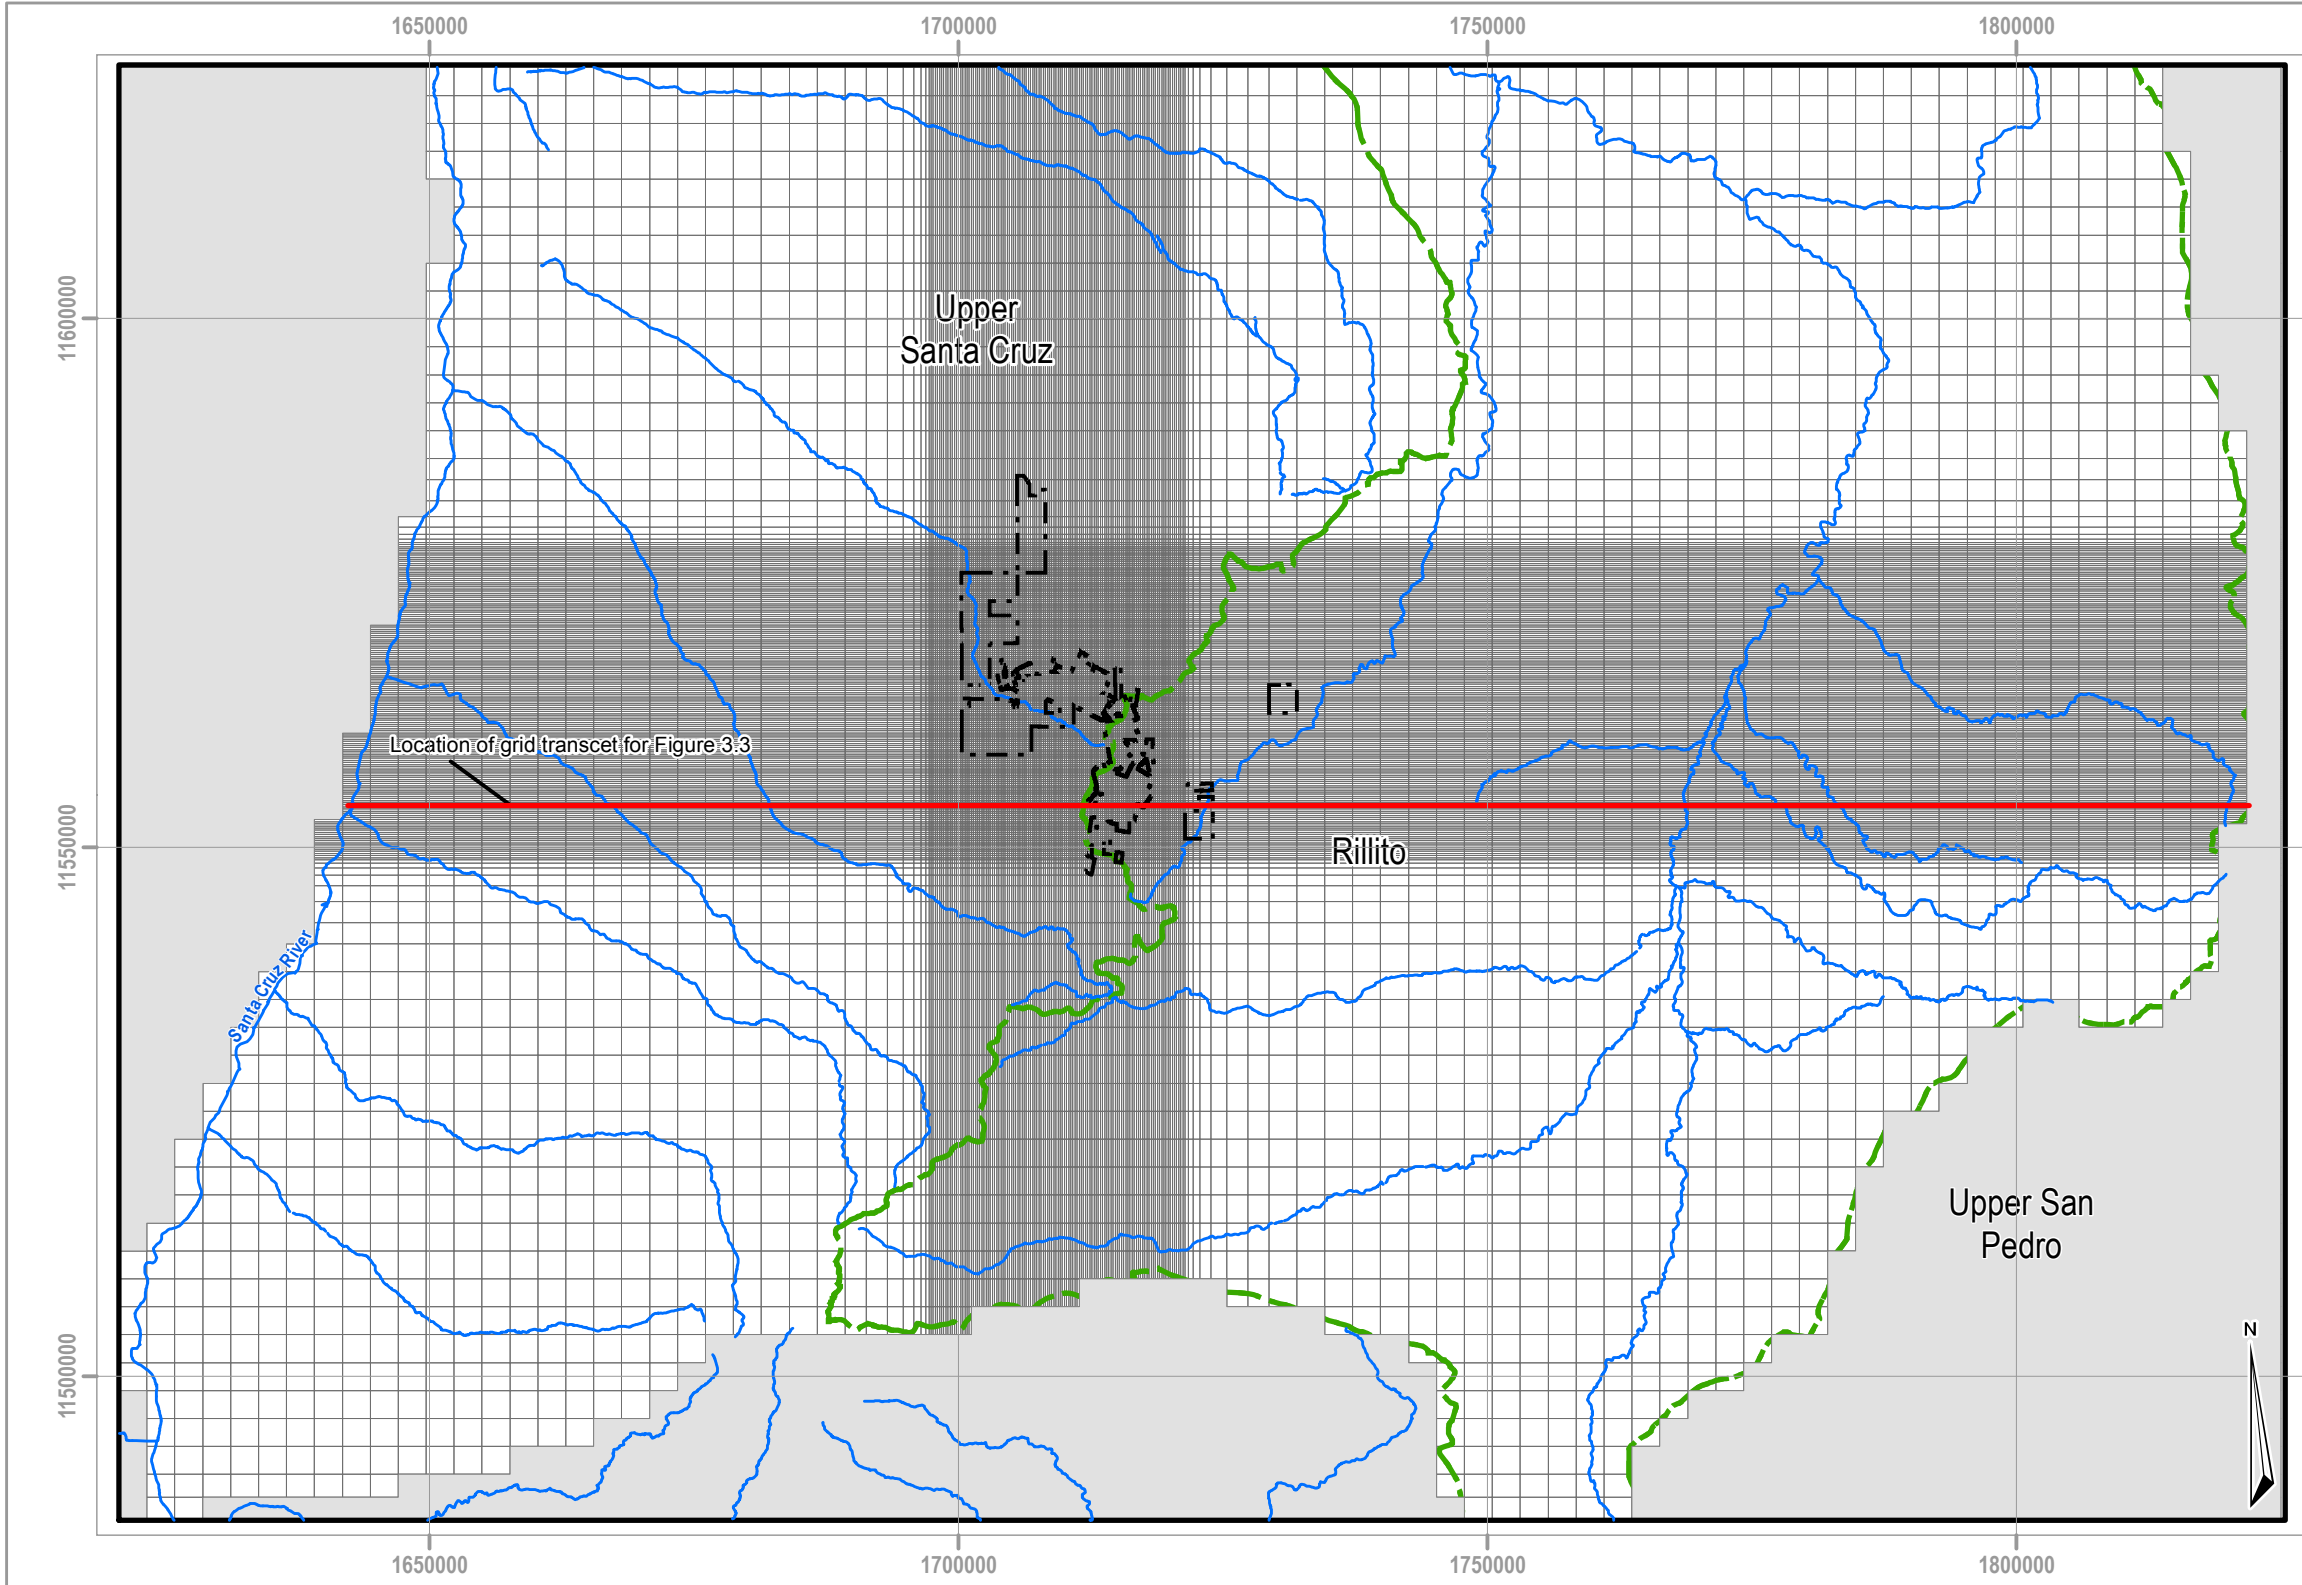 1650000 1700000 1750000 1800000
11600000
Upper
Santa Cruz
Location of grid transcet for Figure 3.3
11550000
Rillito
Santa Cruz River
Upper San
Pedro
N
11500000
1650000 1700000 1750000 1800000